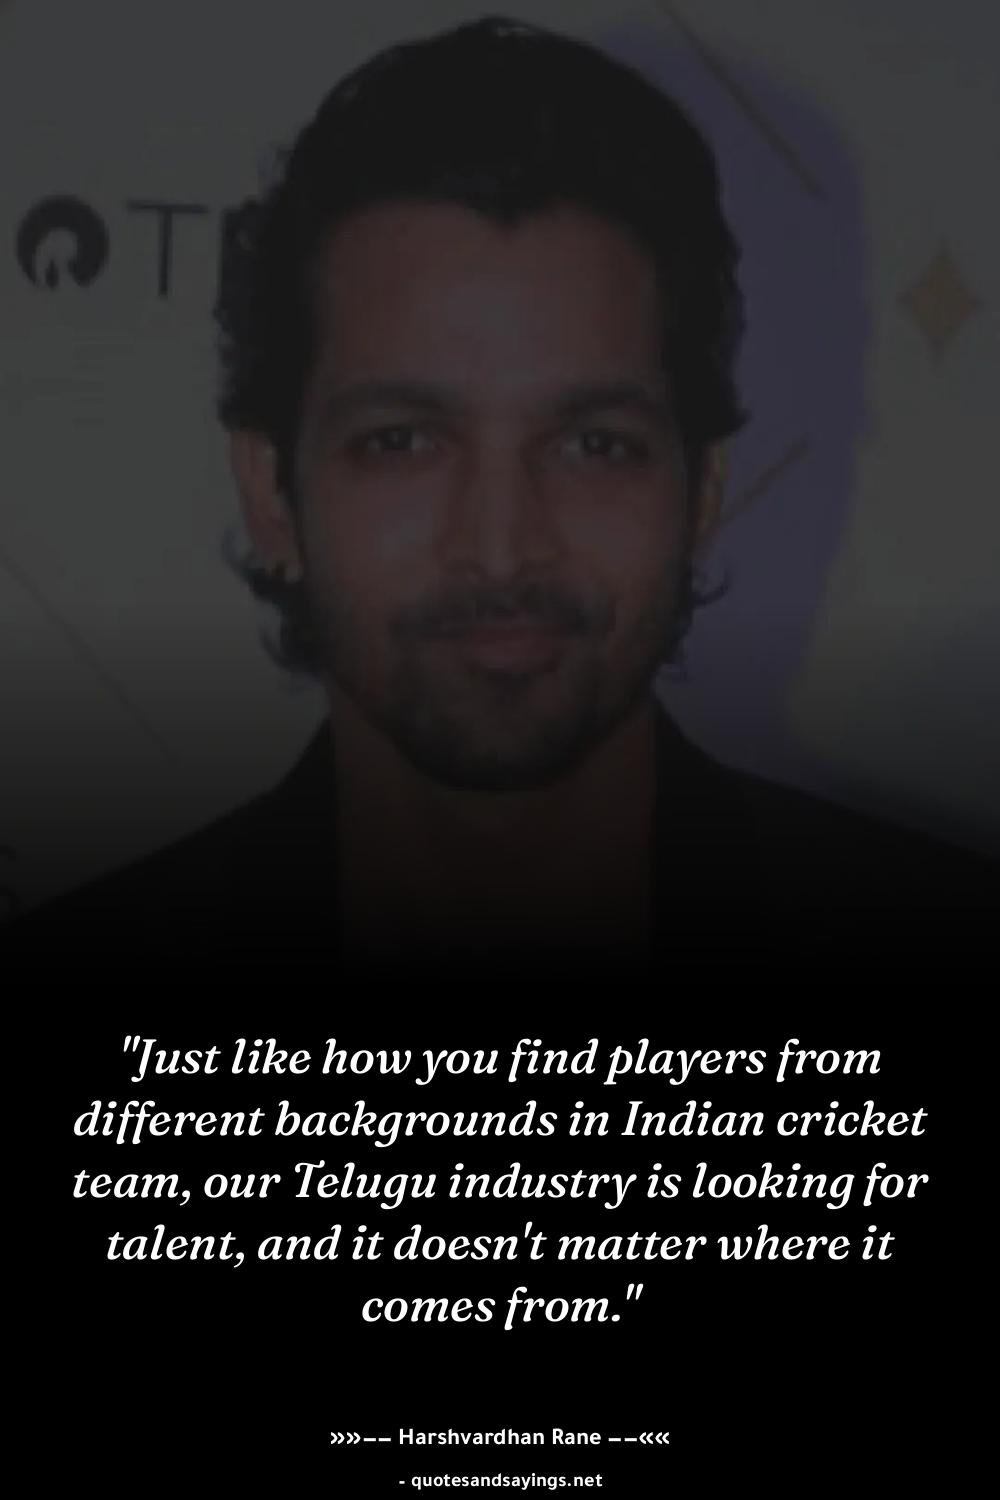 T
"Just like how you find players from
different backgrounds in Indian cricket
team, our Telugu industry is looking for
talent, and it doesn't matter where it
comes from."
»»−− Harshvardhan Rane −−««
- quotesandsayings.net